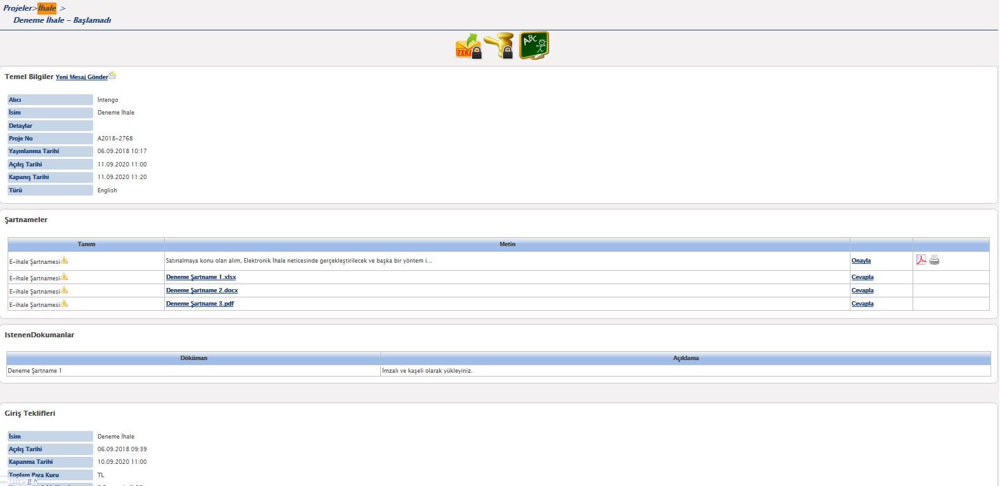 Projeler>İhale >
Deneme İhale – Başlamadı
TEKL
ABC
Temel Bilgiler Yeni Mesaj Gönder
Alıcı İntengo
İsim Deneme İhale
Detaylar
Proje No A2018-2768
Yayınlanma Tarihi 06.09.2018 10:17
Açılış Tarihi 11.09.2020 11:00
Kapanış Tarihi 11.09.2020 11:20
Türü English
Şartnameler
Tanım Metin
E-ihale Şartnamesi Satınalmaya konu olan alım, Elektronik İhale neticesinde gerçekleştirilecek ve başka bir yöntem i... Onayla
E-ihale Şartnamesi Deneme Şartname 1.xlsx Cevapla
E-ihale Şartnamesi Deneme Şartname 2.docx Cevapla
E-ihale Şartnamesi Deneme Şartname 3.pdf Cevapla
IstenenDokumanlar
Döküman Açıklama
Deneme Şartname 1 İmzalı ve kaşeli olarak yükleyiniz.
Giriş Teklifleri
İsim Deneme İhale
Açılış Tarihi 06.09.2018 09:39
Kapanma Tarihi 10.09.2020 11:00
Toplam Para Kuru TL